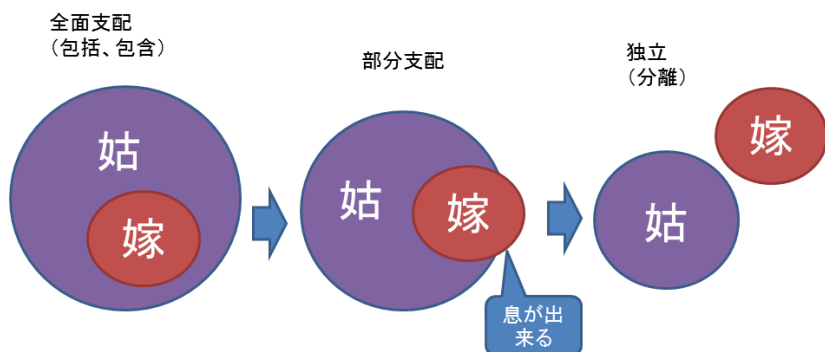 全面支配
（包括、包含）
姑
嫁
部分支配
姑
嫁
息が出
来る
独立
（分離）
嫁
姑